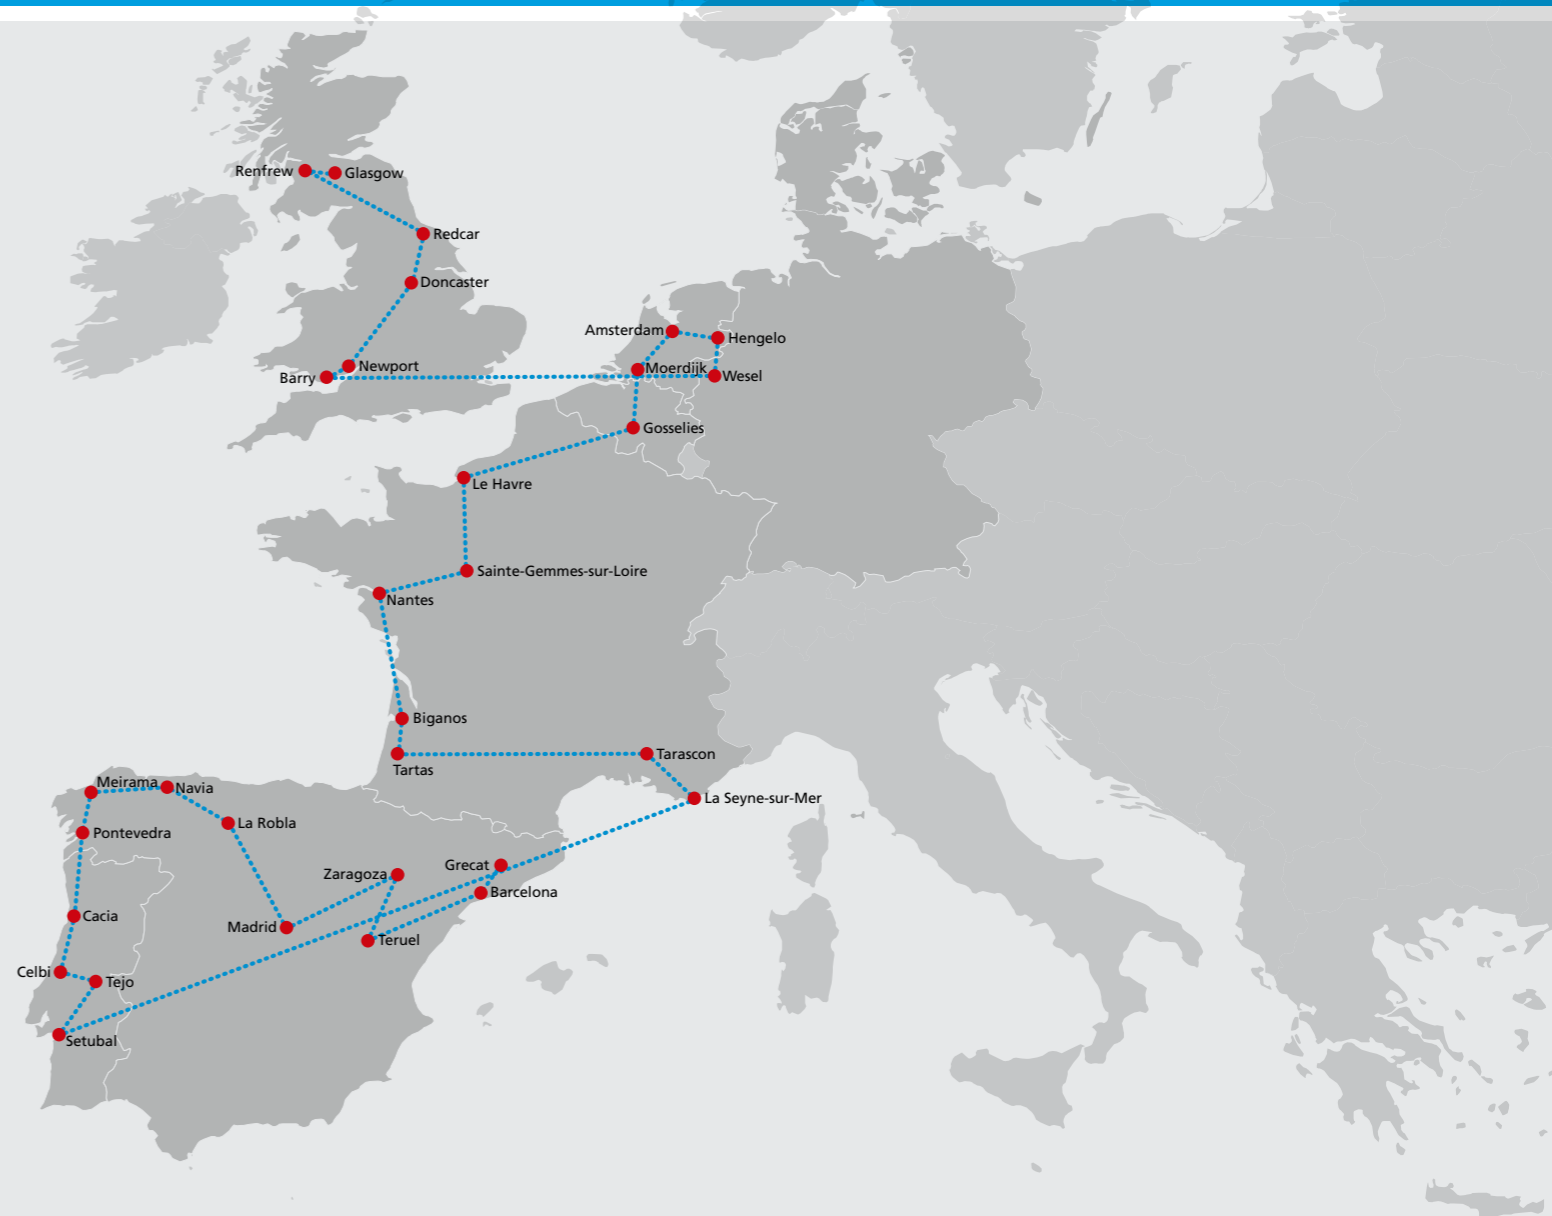 Renfrew
Glasgow
Redcar
Doncaster
Amsterdam
Hengelo
Newport
Moerdijk
Barry
Wesel
Gosselies
Le Havre
Sainte-Gemmes-sur-Loire
Nantes
Biganos
Tarascon
Tartas
Meirama
Navia
La Seyne-sur-Mer
La Robla
Pontevedra
Grecat
Zaragoza
Barcelona
Cacia
Madrid
Teruel
Celbi
Tejo
Setubal